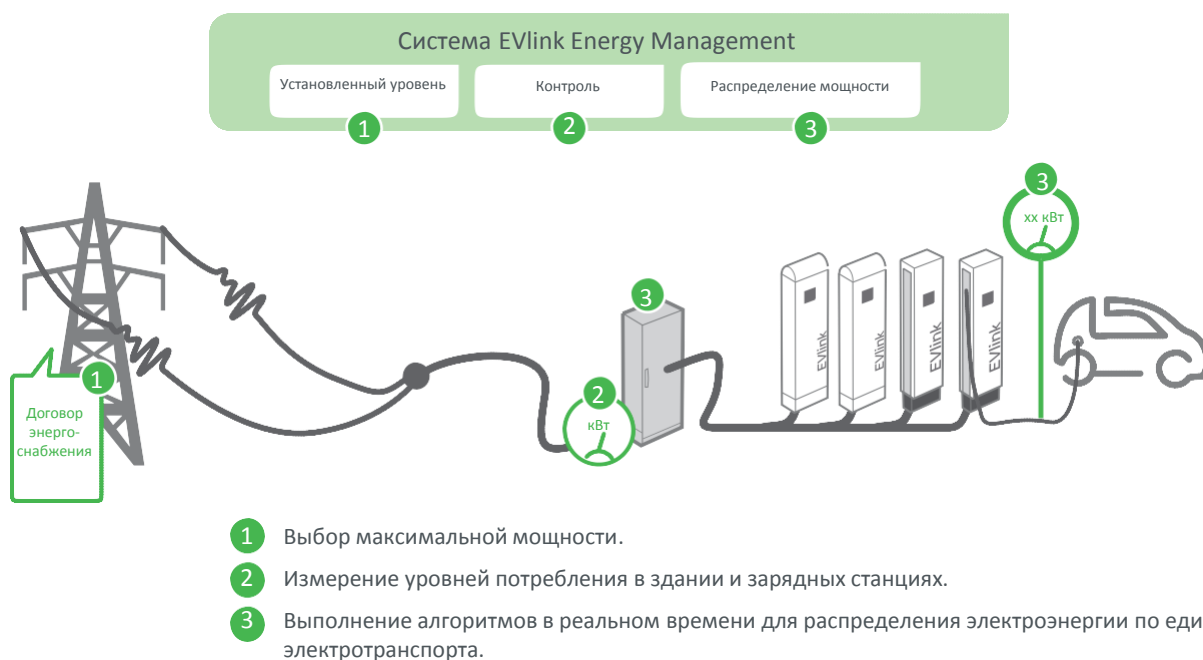 Система EVlink Energy Management
Установленный уровень
Контроль
Распределение мощности
1
2
3
3
xx кВт
3
EVlink
EVlink
EVlink
EVlink
1
Договор
энерго-
снабжения
2
кВт
1 Выбор максимальной мощности.
2 Измерение уровней потребления в здании и зарядных станциях.
3 Выполнение алгоритмов в реальном времени для распределения электроэнергии по еди
электротранспорта.